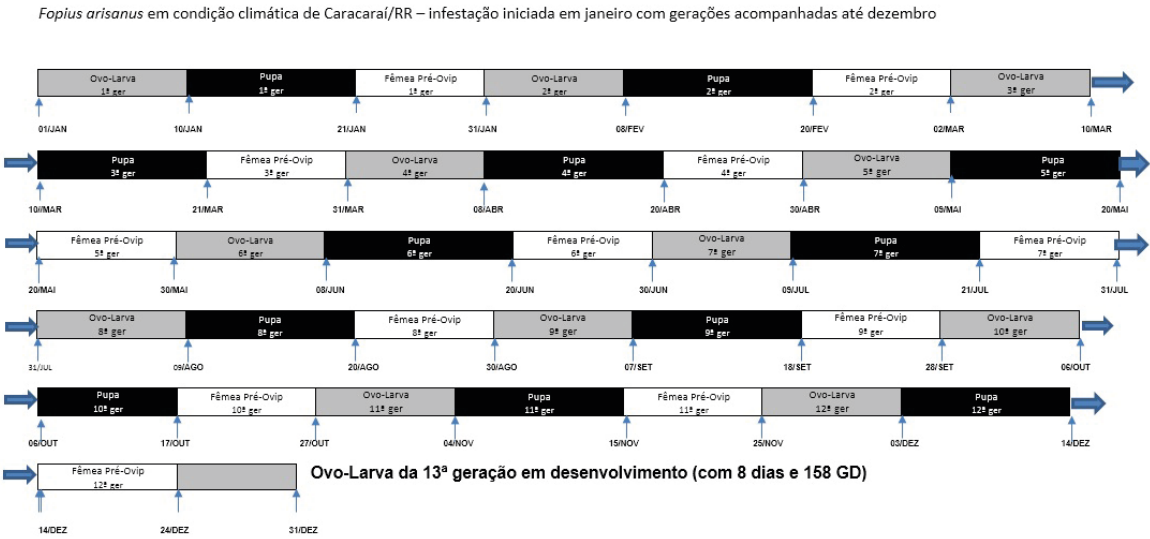 Fopius arisanus em condição climática de Caracaraí/RR – infestação iniciada em janeiro com gerações acompanhadas até dezembro
Ovo-Larva Pupa Fêmea Pré-Ovip Ovo-Larva Pupa Fêmea Pré-Ovip Ovo-Larva
1ª ger 1ª ger 1ª ger 2ª ger 2ª ger 2ª ger 3ª ger
01/JAN 10/JAN 21/JAN 31/JAN 08/FEV 20/FEV 02/MAR 10/MAR
Pupa Fêmea Pré-Ovip Ovo-Larva Pupa Fêmea Pré-Ovip Ovo-Larva Pupa
3ª ger 3ª ger 4ª ger 4ª ger 4ª ger 5ª ger 5ª ger
10//MAR 21/MAR 31/MAR 08/ABR 20/ABR 30/ABR 09/MAI 20/MAI
Fêmea Pré-Ovip Ovo-Larva Pupa Fêmea Pré-Ovip Ovo-Larva Pupa Fêmea Pré-Ovip
5ª ger 6ª ger 6ª ger 6ª ger 7ª ger 7ª ger 7ª ger
20/MAI 30/MAI 08/JUN 20/JUN 30/JUN 09/JUL 21/JUL 31/JUL
Ovo-Larva Pupa Fêmea Pré-Ovip Ovo-Larva Pupa Fêmea Pré-Ovip Ovo-Larva
8ª ger 8ª ger 8ª ger 9ª ger 9ª ger 9ª ger 10ª ger
31/JUL 09/AGO 20/AGO 30/AGO 07/SET 18/SET 28/SET 06/OUT
Pupa Fêmea Pré-Ovip Ovo-Larva Pupa Fêmea Pré-Ovip Ovo-Larva Pupa
10ª ger 10ª ger 11ª ger 11ª ger 11ª ger 12ª ger 12ª ger
06/OUT 17/OUT 27/OUT 04/NOV 15/NOV 25/NOV 03/DEZ 14/DEZ
Fêmea Pré-Ovip Ovo-Larva da 13ª geração em desenvolvimento (com 8 dias e 158 GD)
12ª ger
14/DEZ 24/DEZ 31/DEZ